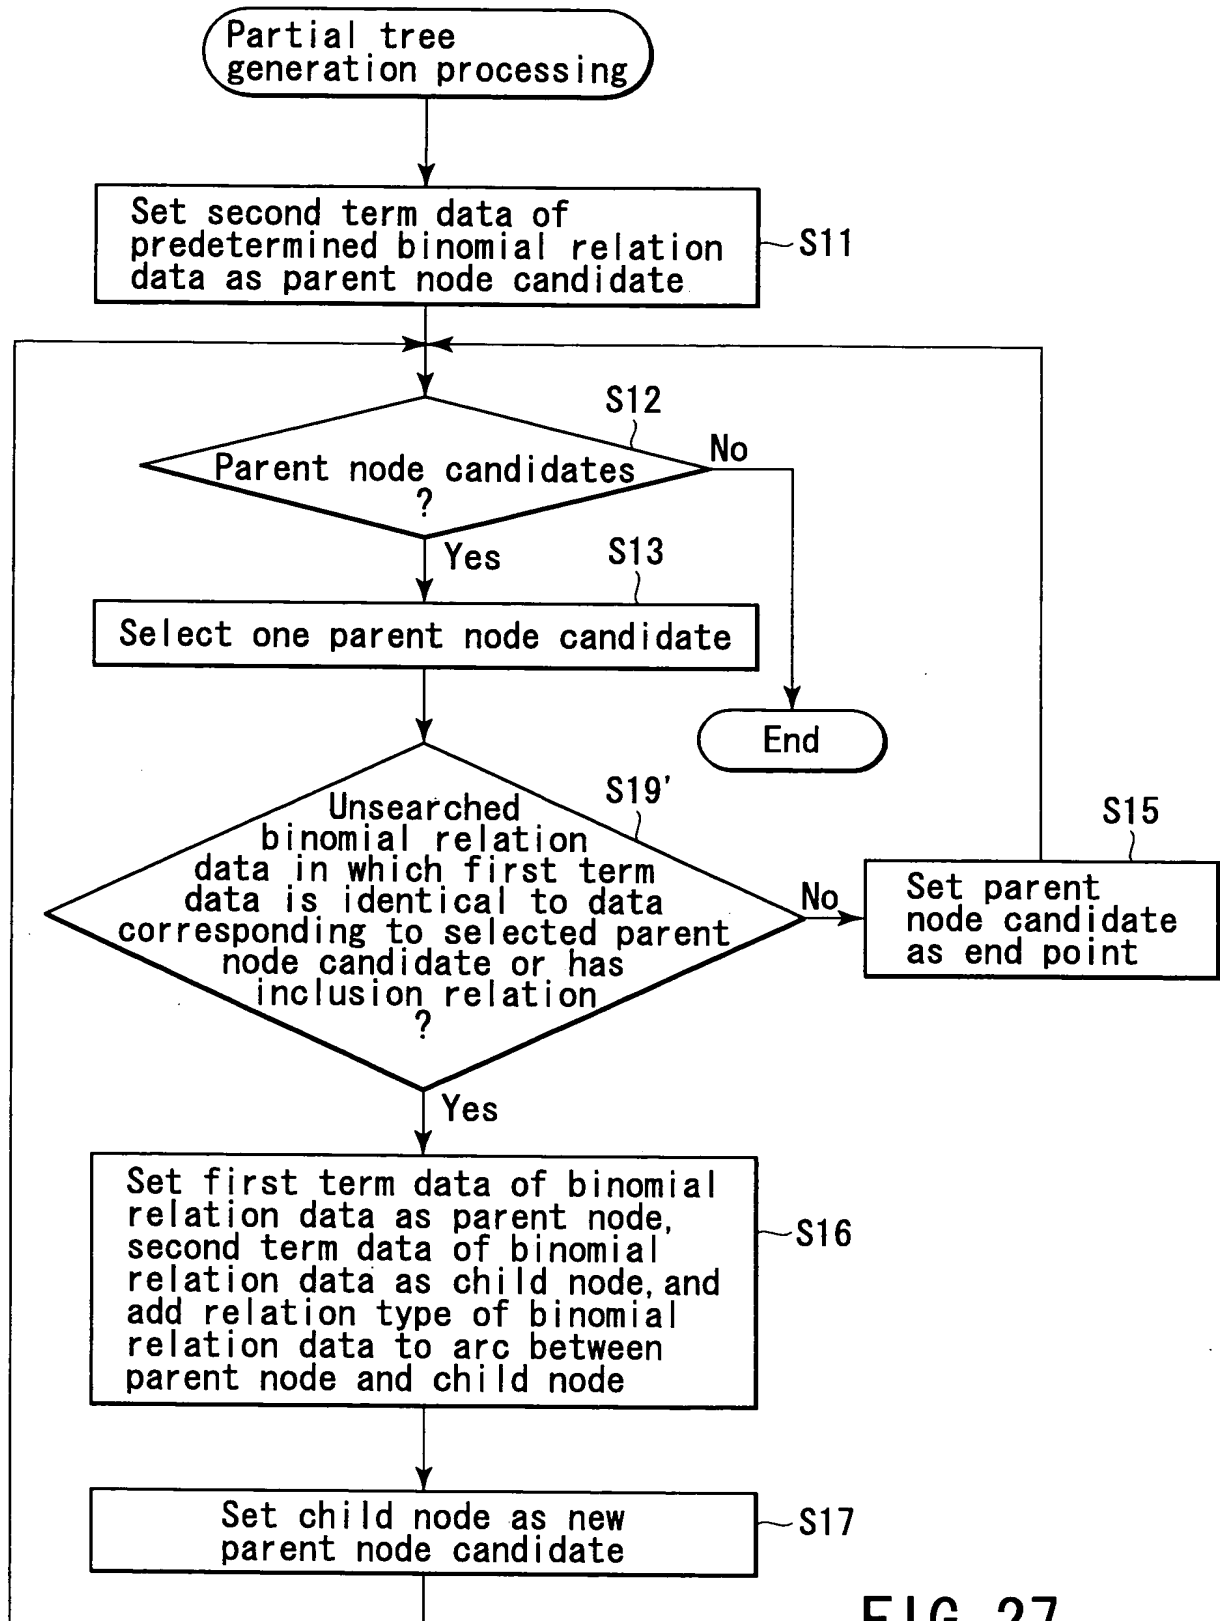 Partial tree
generation processing
Set second term data of
predetermined binomial relation
data as parent node candidate
S11
S12
Parent node candidates
?
No
Yes
S13
Select one parent node candidate
End
S19'
Unsearched
binomial relation
data in which first term
data is identical to data
corresponding to selected parent
node candidate or has
inclusion relation
?
No
S15
Set parent
node candidate
as end point
Yes
Set first term data of binomial
relation data as parent node,
second term data of binomial
relation data as child node, and
add relation type of binomial
relation data to arc between
parent node and child node
S16
Set child node as new
parent node candidate
S17
FIG. 27